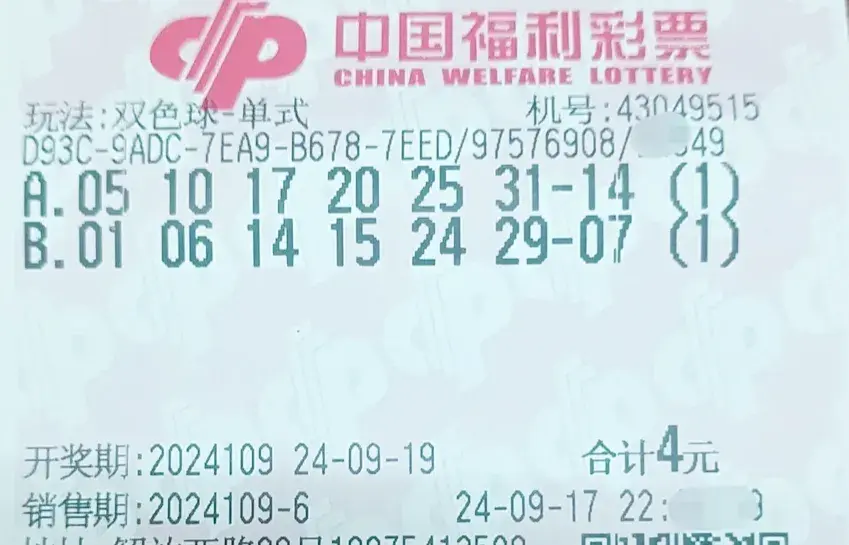 中国福利彩票
CHINA WELFARE LOTTERY
玩法:双色球-单式 机号:43049515
D93C-9ADC-7EA9-B678-7EED/97576908/ 49
A.05 10 17 20 25 31-14 (1)
B.01 06 14 15 24 29-07 (1)
开奖期:2024109 24-09-19 合计4元
销售期:2024109-6 24-09-17 22: